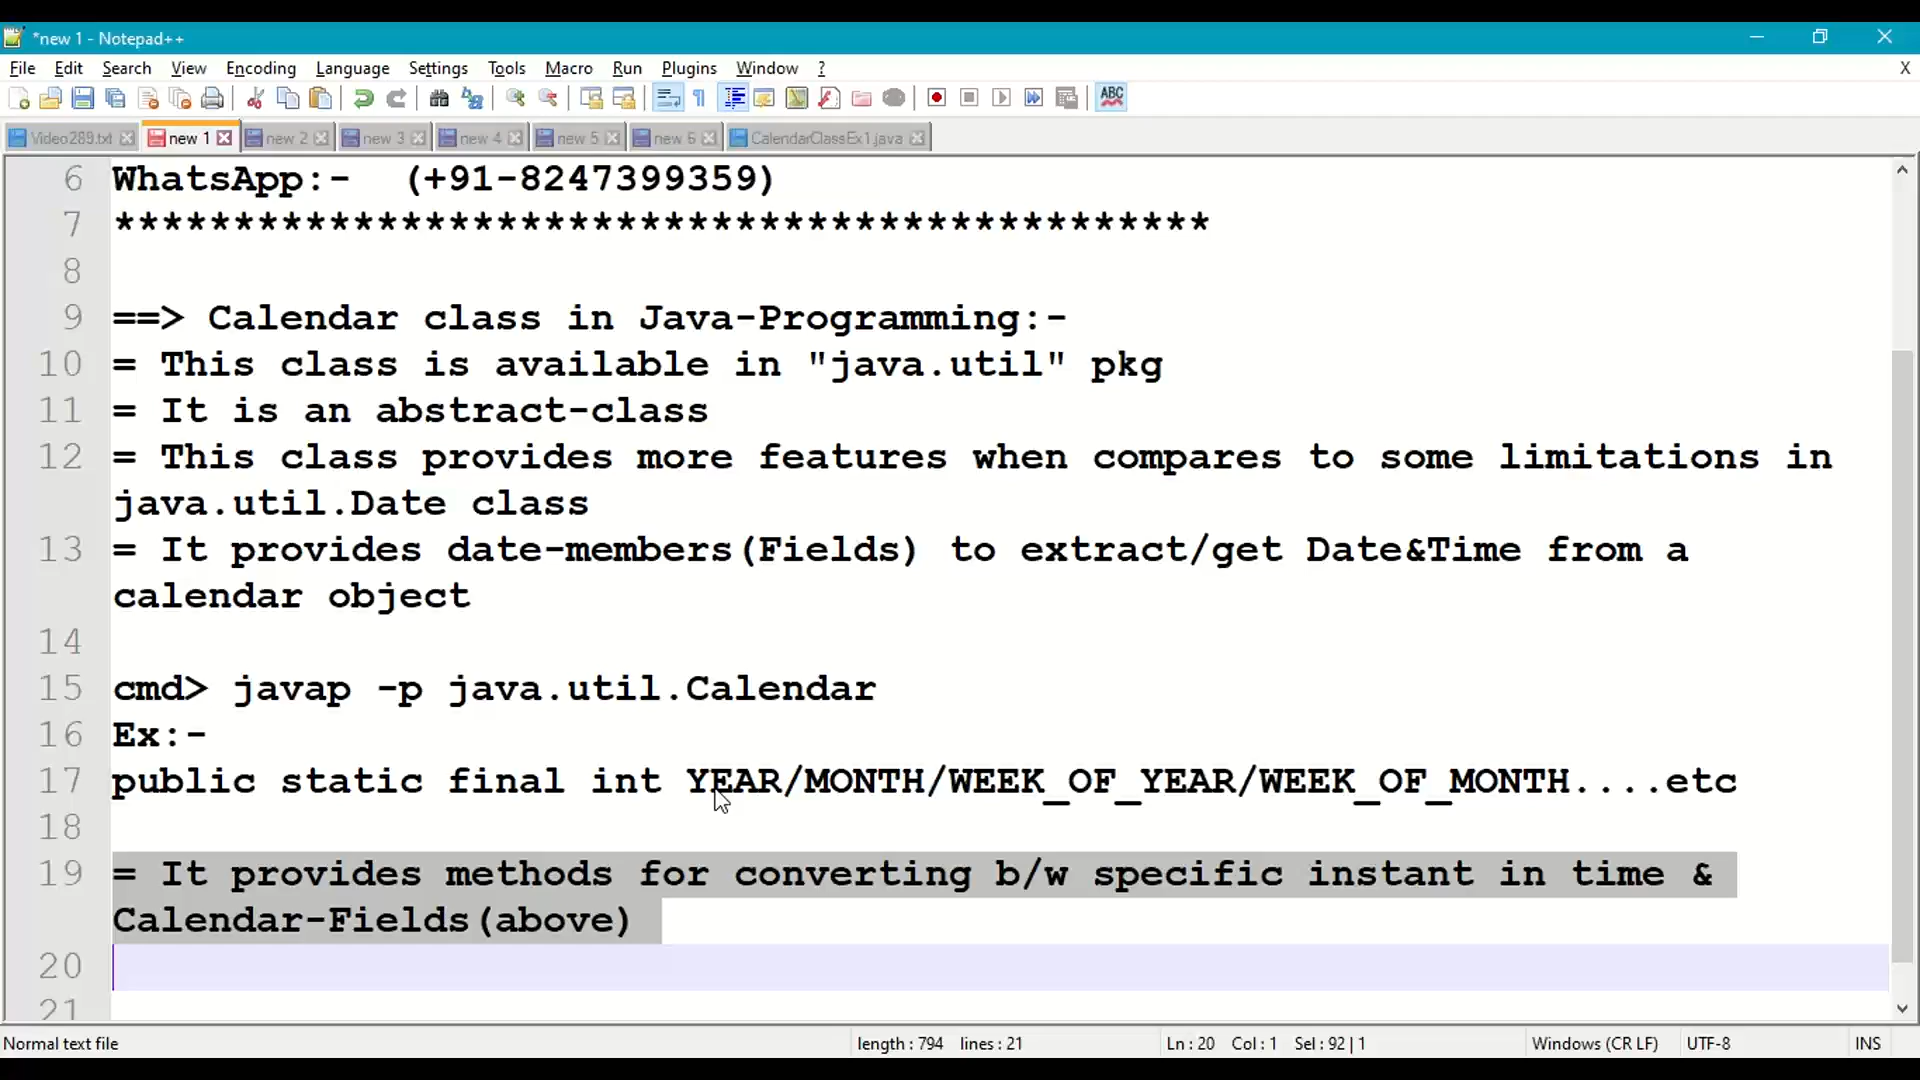 *new 1 - Notepad++
File Edit Search View Encoding Language Settings Tools Macro Run Plugins Window ? X
ABC
Video289.txt new 1 new 2 new 3 new 4 new 5 new 6 CalendarClassEx1.java
6 WhatsApp:- (+91-8247399359)
7 **********************************************
8
9 ==> Calendar class in Java-Programming:-
10 = This class is available in "java.util" pkg
11 = It is an abstract-class
12 = This class provides more features when compares to some limitations in
java.util.Date class
13 = It provides date-members(Fields) to extract/get Date&Time from a
calendar object
14
15 cmd> javap -p java.util.Calendar
16 Ex:-
17 public static final int YEAR/MONTH/WEEK_OF_YEAR/WEEK_OF_MONTH....etc
18
19 = It provides methods for converting b/w specific instant in time &
Calendar-Fields(above)
20
21
Normal text file length : 794 lines : 21 Ln : 20 Col : 1 Sel : 92 | 1 Windows (CR LF) UTF-8 INS